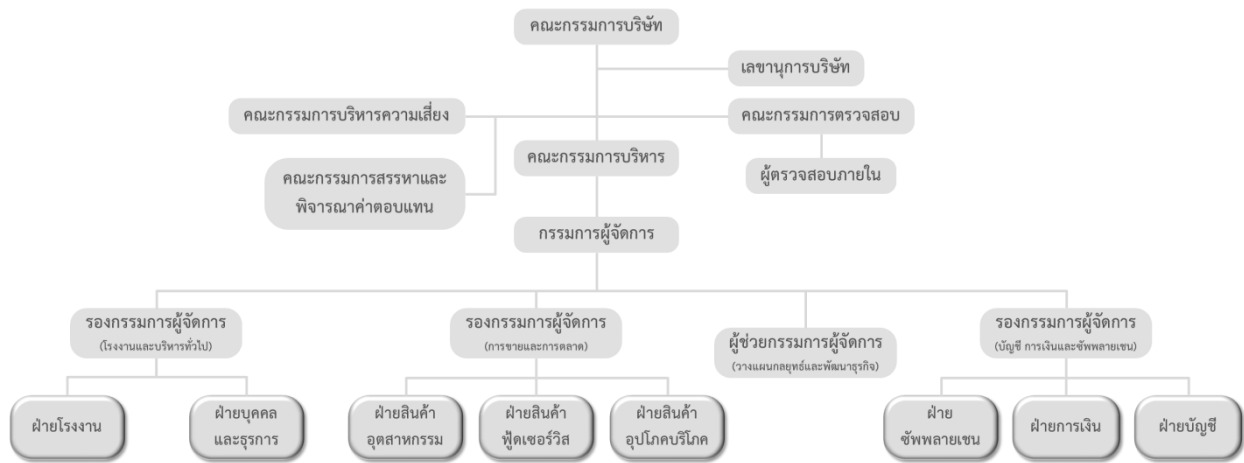 คณะกรรมการบริษัท
เลขานุการบริษัท
คณะกรรมการบริหารความเสี่ยง
คณะกรรมการตรวจสอบ
คณะกรรมการบริหาร
ผู้ตรวจสอบภายใน
คณะกรรมการสรรหาและ
พิจารณาค่าตอบแทน
กรรมการผู้จัดการ
รองกรรมการผู้จัดการ
(โรงงานและบริหารทั่วไป)
รองกรรมการผู้จัดการ
(การขายและการตลาด)
ผู้ช่วยกรรมการผู้จัดการ
(วางแผนกลยุทธ์และพัฒนาธุรกิจ)
รองกรรมการผู้จัดการ
(บัญชี การเงินและซัพพลายเชน)
ฝ่ายโรงงาน
ฝ่ายบุคคล
และธุรการ
ฝ่ายสินค้า
อุตสาหกรรม
ฝ่ายสินค้า
ฟู้ดเซอร์วิส
ฝ่ายสินค้า
อุปโภคบริโภค
ฝ่าย
ซัพพลายเชน
ฝ่ายการเงิน
ฝ่ายบัญชี